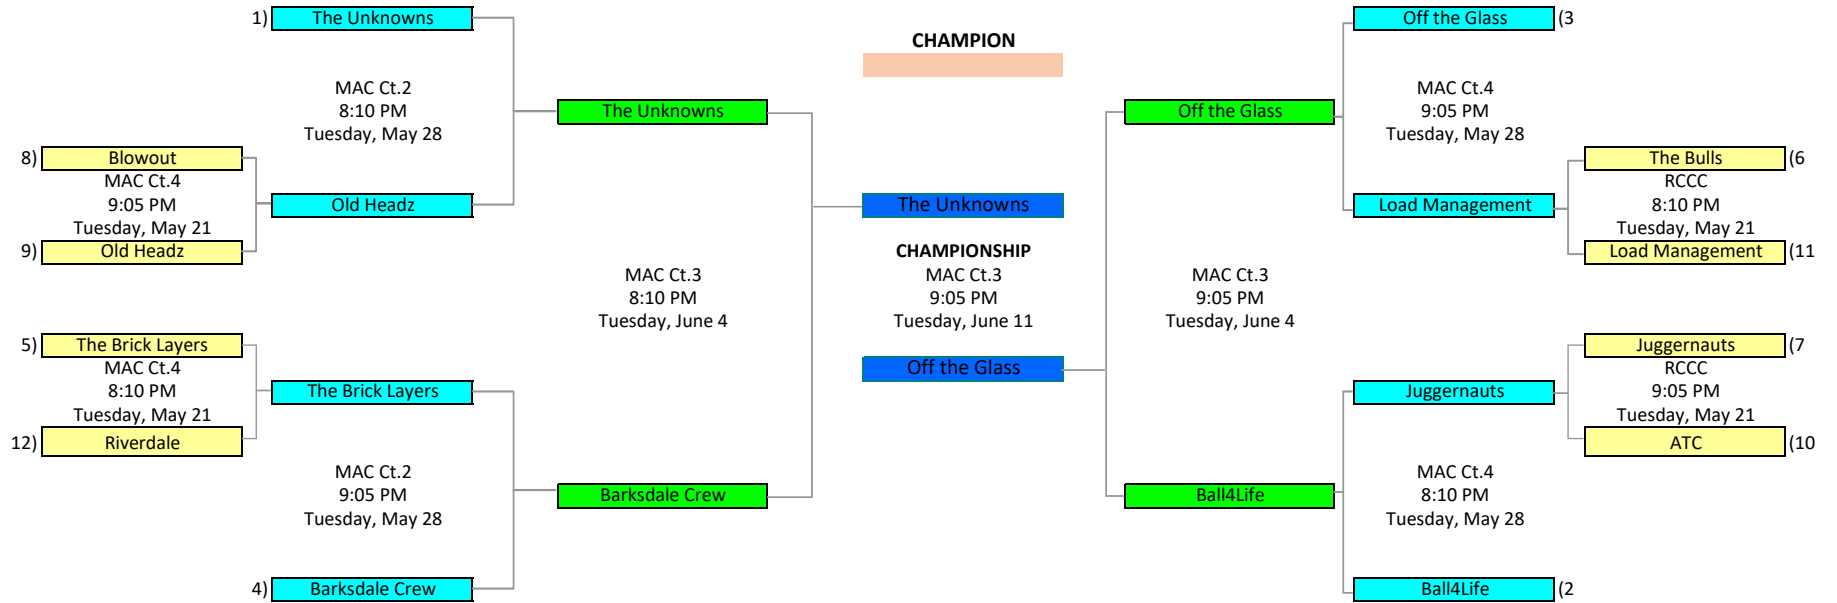 1) The Unknowns
MAC Ct.2
8:10 PM
Tuesday, May 28
8) Blowout
MAC Ct.4
9:05 PM
Tuesday, May 21
9) Old Headz
Old Headz
5) The Brick Layers
MAC Ct.4
8:10 PM
Tuesday, May 21
12) Riverdale
The Brick Layers
MAC Ct.2
9:05 PM
Tuesday, May 28
4) Barksdale Crew
The Unknowns
MAC Ct.3
8:10 PM
Tuesday, June 4
Barksdale Crew
CHAMPION
The Unknowns
CHAMPIONSHIP
MAC Ct.3
9:05 PM
Tuesday, June 11
Off the Glass
Off the Glass
MAC Ct.3
9:05 PM
Tuesday, June 4
Ball4Life
Off the Glass (3
MAC Ct.4
9:05 PM
Tuesday, May 28
Load Management
The Bulls (6
RCCC
8:10 PM
Tuesday, May 21
Load Management (11
Juggernauts (7
RCCC
9:05 PM
Tuesday, May 21
ATC (10
Juggernauts
MAC Ct.4
8:10 PM
Tuesday, May 28
Ball4Life (2